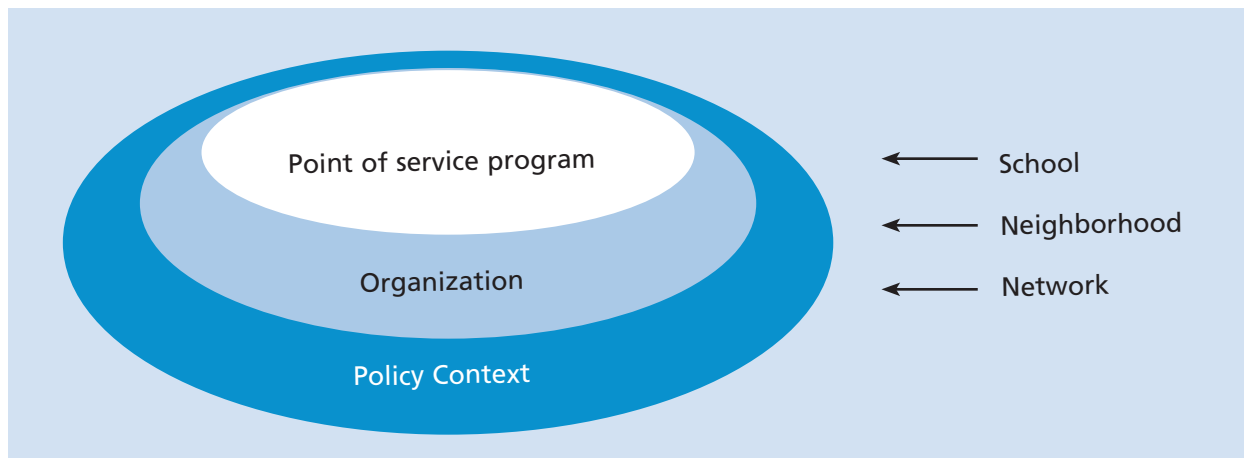 Point of service program
Organization
Policy Context
School
Neighborhood
Network